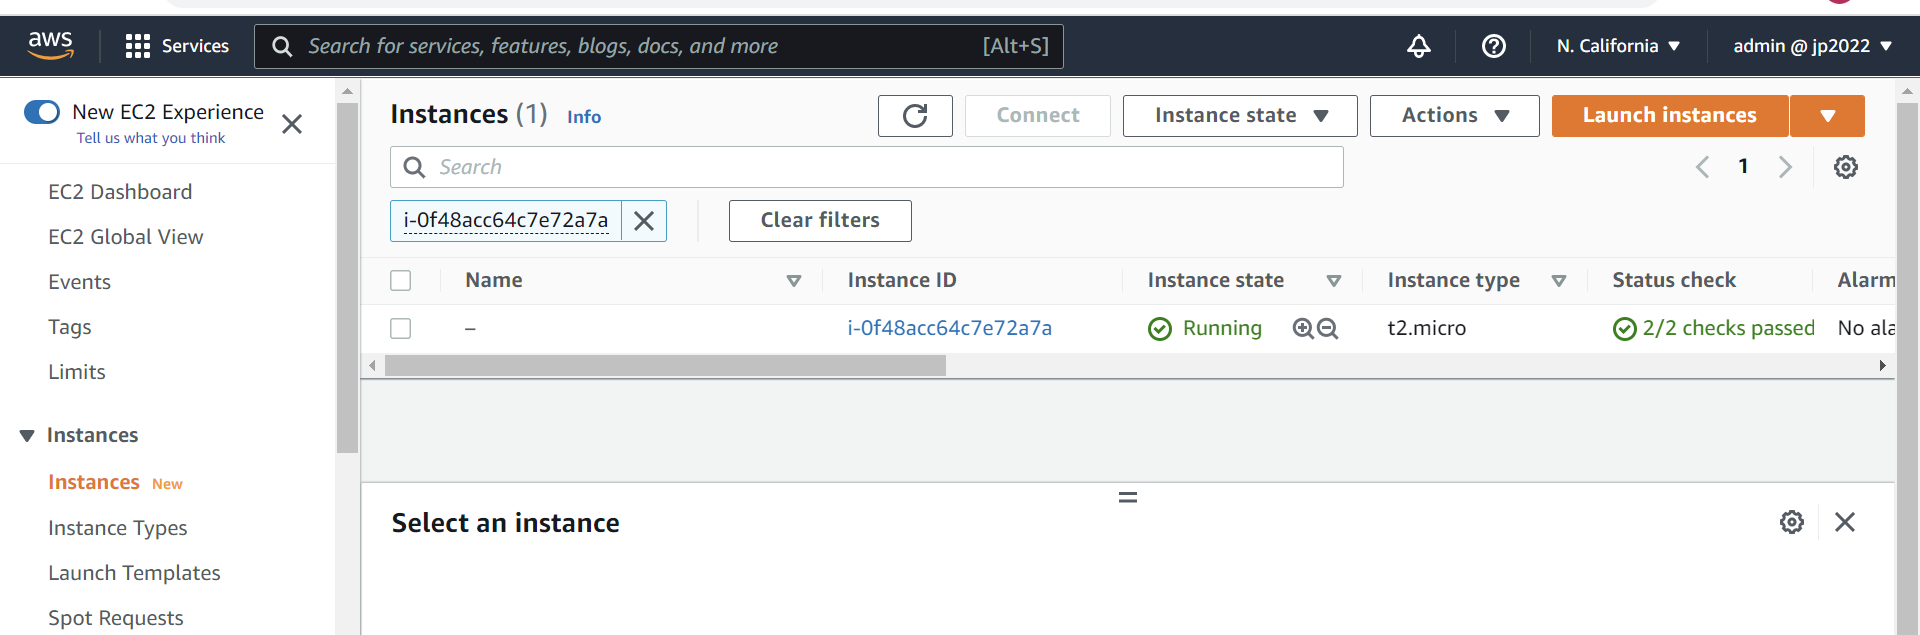 aws
Services
Search for services, features, blogs, docs, and more [Alt+S]
N. California
admin @ jp2022
New EC2 Experience
Tell us what you think
EC2 Dashboard
EC2 Global View
Events
Tags
Limits
Instances
Instances New
Instance Types
Launch Templates
Spot Requests
Instances (1) Info
Connect
Instance state
Actions
Launch instances
Search
1
i-0f48acc64c7e72a7a
Clear filters
Name Instance ID Instance state Instance type Status check Alarm
– i-0f48acc64c7e72a7a Running t2.micro 2/2 checks passed No ala
Select an instance